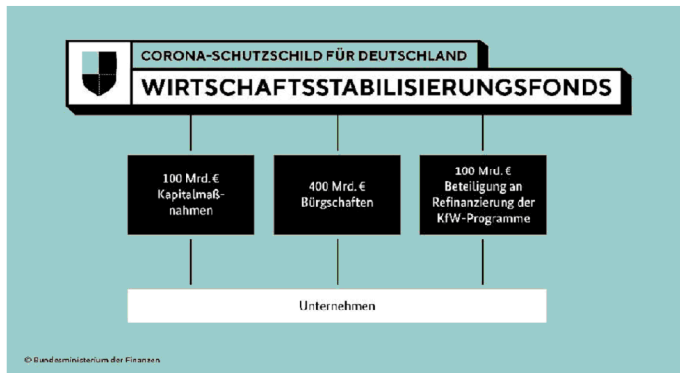 CORONA-SCHUTZSCHILD FÜR DEUTSCHLAND
WIRTSCHAFTSSTABILISIERUNGSFONDS
100 Mrd. €
Kapitalmaß-
nahmen
400 Mrd. €
Bürgschaften
100 Mrd. €
Beteiligung an
Refinanzierung der
KfW-Programme
Unternehmen
© Bundesministerium der Finanzen